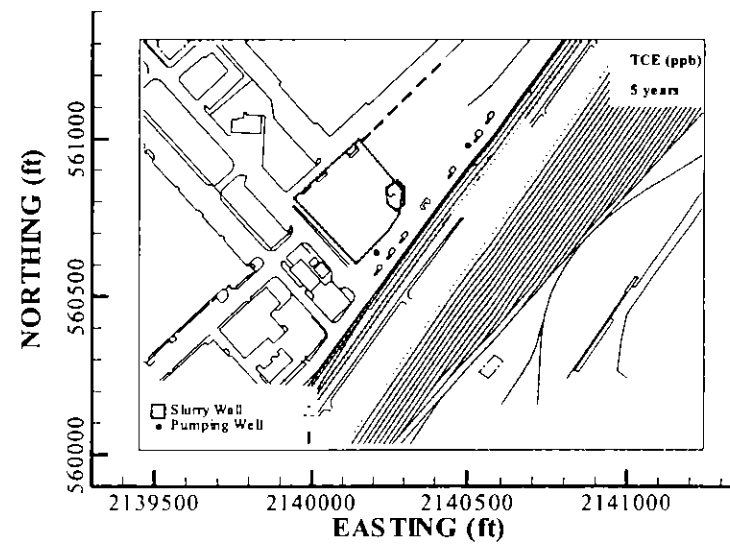 TCE (ppb)
5 years
NORTHING (ft)
561000
560500
560000
Slurry Wall
Pumping Well
2139500 2140000 2140500 2141000
EASTING (ft)